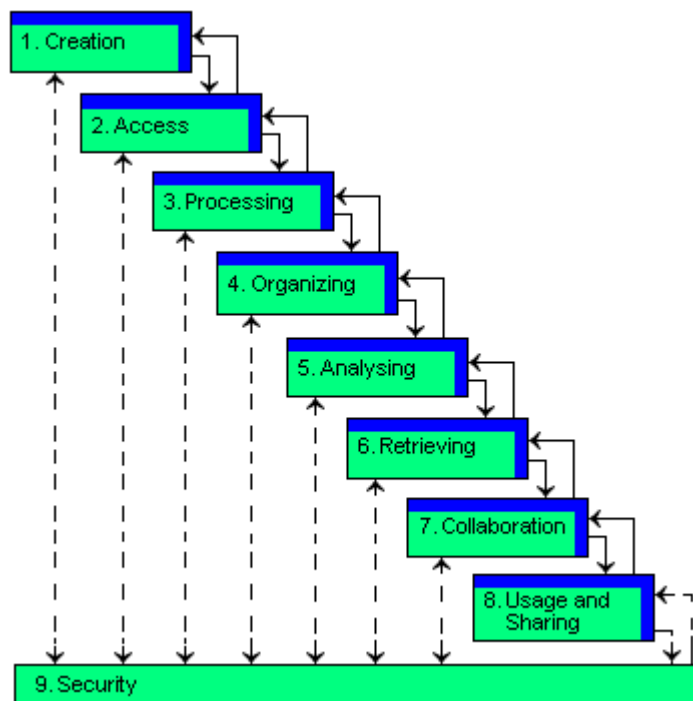 1. Creation
2. Access
3. Processing
4. Organizing
5. Analysing
6. Retrieving
7. Collaboration
8. Usage and
Sharing
9. Security